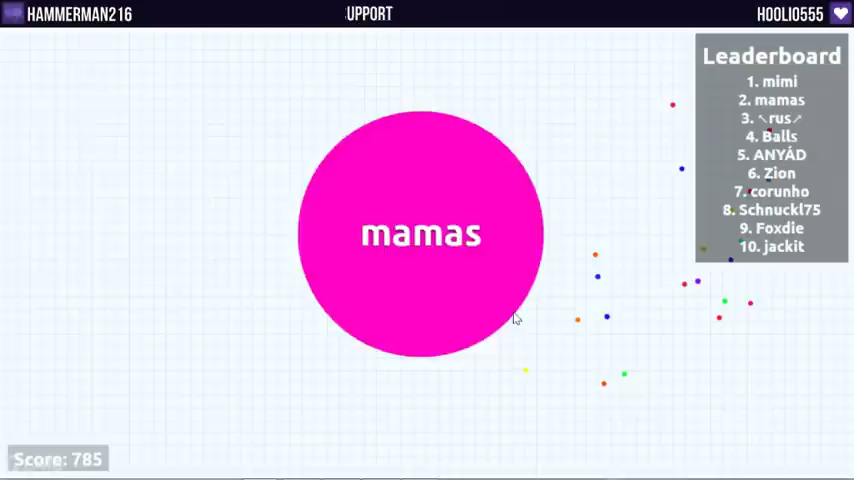 HAMMERMAN216
UPPORT
HOOLIO555
Leaderboard
1. mimi
2. mamas
3. ↖rus↗
4. Balls
5. ANYÁD
6. Zion
7. corunho
8. Schnuckl75
9. Foxdie
10. jackit
mamas
Score: 785